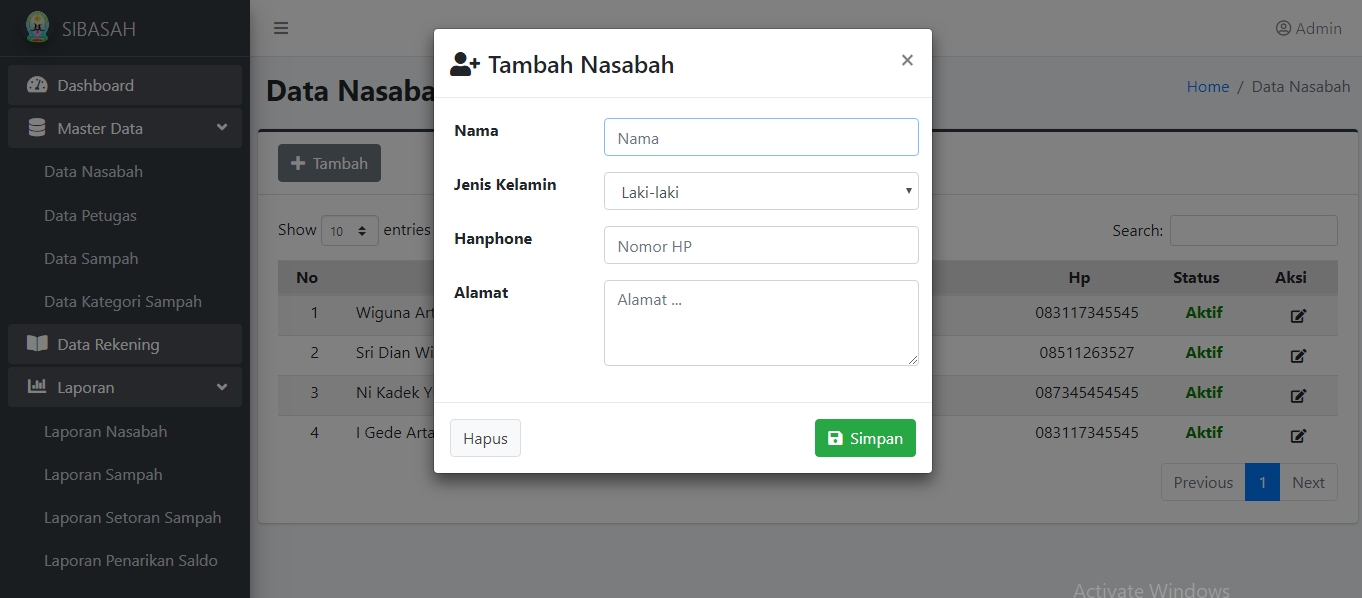 SIBASAH
Admin
Dashboard
Master Data
Data Nasabah
Data Petugas
Data Sampah
Data Kategori Sampah
Data Rekening
Laporan
Laporan Nasabah
Laporan Sampah
Laporan Setoran Sampah
Laporan Penarikan Saldo
Data Nasaba
Home / Data Nasabah
Tambah
Show 10 entries
Search:
No Hp Status Aksi
1 Wiguna Art 083117345545 Aktif
2 Sri Dian Wi 08511263527 Aktif
3 Ni Kadek Y 087345454545 Aktif
4 I Gede Arta 083117345545 Aktif
Previous 1 Next
Tambah Nasabah ×
Nama Nama
Jenis Kelamin Laki-laki
Hanphone Nomor HP
Alamat Alamat ...
Hapus Simpan
Activate Windows